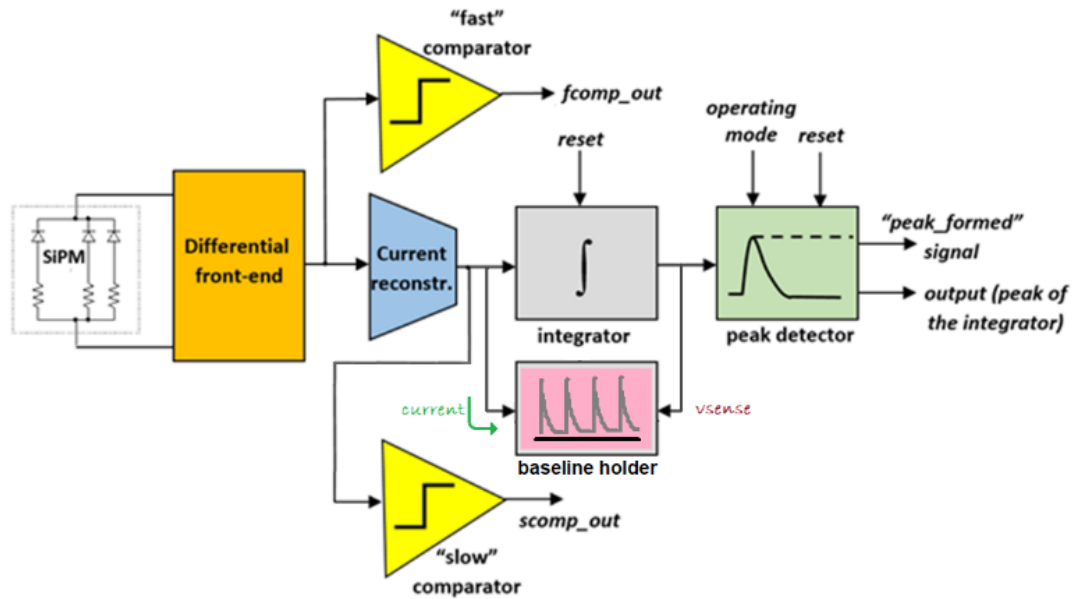 “fast”
comparator
fcomp_out
operating
mode
reset
reset
SiPM
Differential
front-end
Current
reconstr.
“peak_formed”
signal
output (peak of
the integrator)
integrator
peak detector
current
vsense
baseline holder
scomp_out
“slow”
comparator